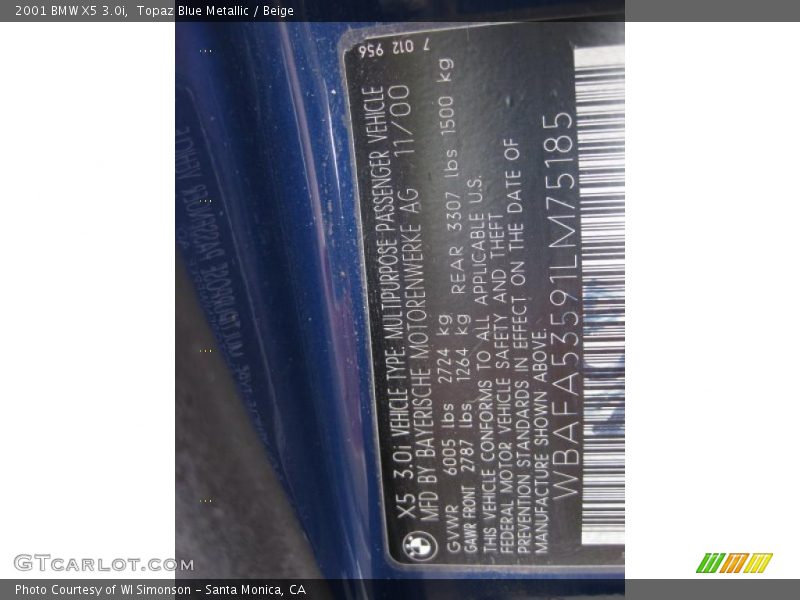 2001 BMW X5 3.0i,  Topaz Blue Metallic / Beige
7 012 956
X5 3.0i VEHICLE TYPE: MULTIPURPOSE PASSENGER VEHICLE
MFD BY BAYERISCHE MOTORENWERKE AG 11/00
GVWR 6005 lbs 2724 kg
GAWR FRONT 2787 lbs 1264 kg REAR 3307 lbs 1500 kg
THIS VEHICLE CONFORMS TO ALL APPLICABLE U.S.
FEDERAL MOTOR VEHICLE SAFETY AND THEFT
PREVENTION STANDARDS IN EFFECT ON THE DATE OF
MANUFACTURE SHOWN ABOVE.
WBAFA53591LM75185
GTCarlot.com
Photo Courtesy of WI Simonson – Santa Monica, CA